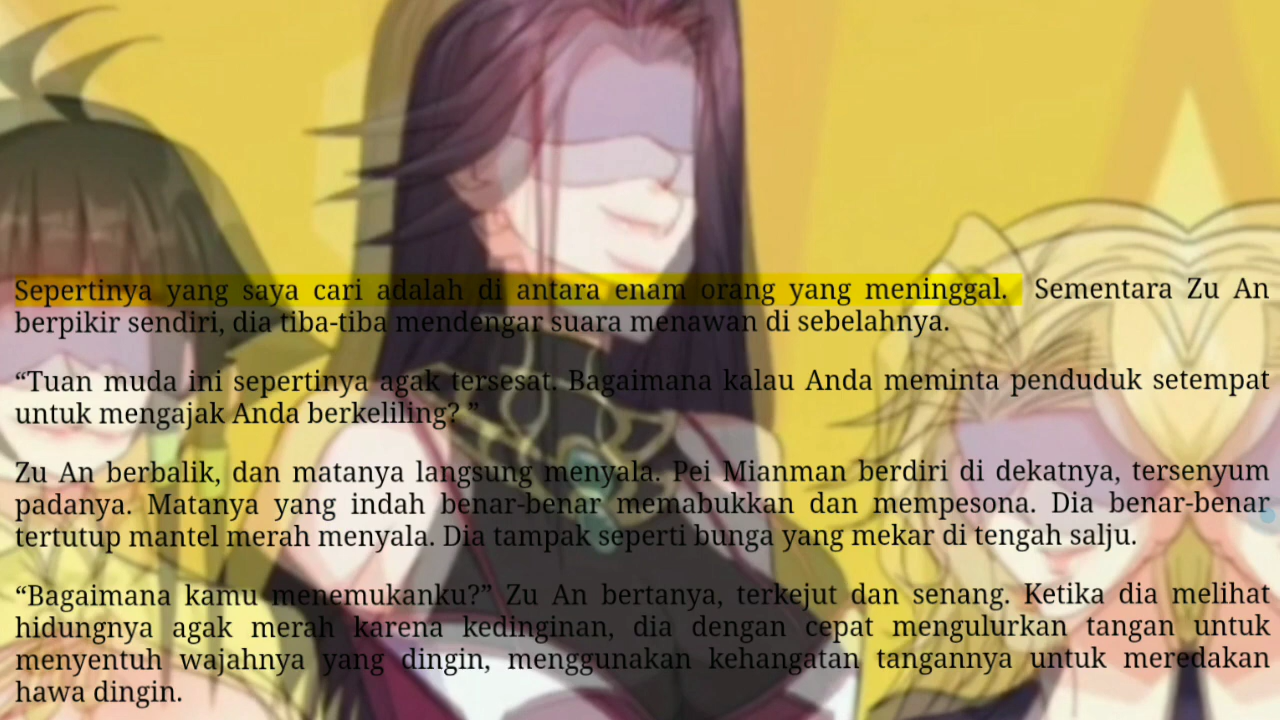 Sepertinya yang saya cari adalah di antara enam orang yang meninggal. Sementara Zu An
berpikir sendiri, dia tiba-tiba mendengar suara menawan di sebelahnya.
“Tuan muda ini sepertinya agak tersesat. Bagaimana kalau Anda meminta penduduk setempat
untuk mengajak Anda berkeliling? ”
Zu An berbalik, dan matanya langsung menyala. Pei Mianman berdiri di dekatnya, tersenyum
padanya. Matanya yang indah benar-benar memabukkan dan mempesona. Dia benar-benar
tertutup mantel merah menyala. Dia tampak seperti bunga yang mekar di tengah salju.
“Bagaimana kamu menemukanku?” Zu An bertanya, terkejut dan senang. Ketika dia melihat
hidungnya agak merah karena kedinginan, dia dengan cepat mengulurkan tangan untuk
menyentuh wajahnya yang dingin, menggunakan kehangatan tangannya untuk meredakan
hawa dingin.